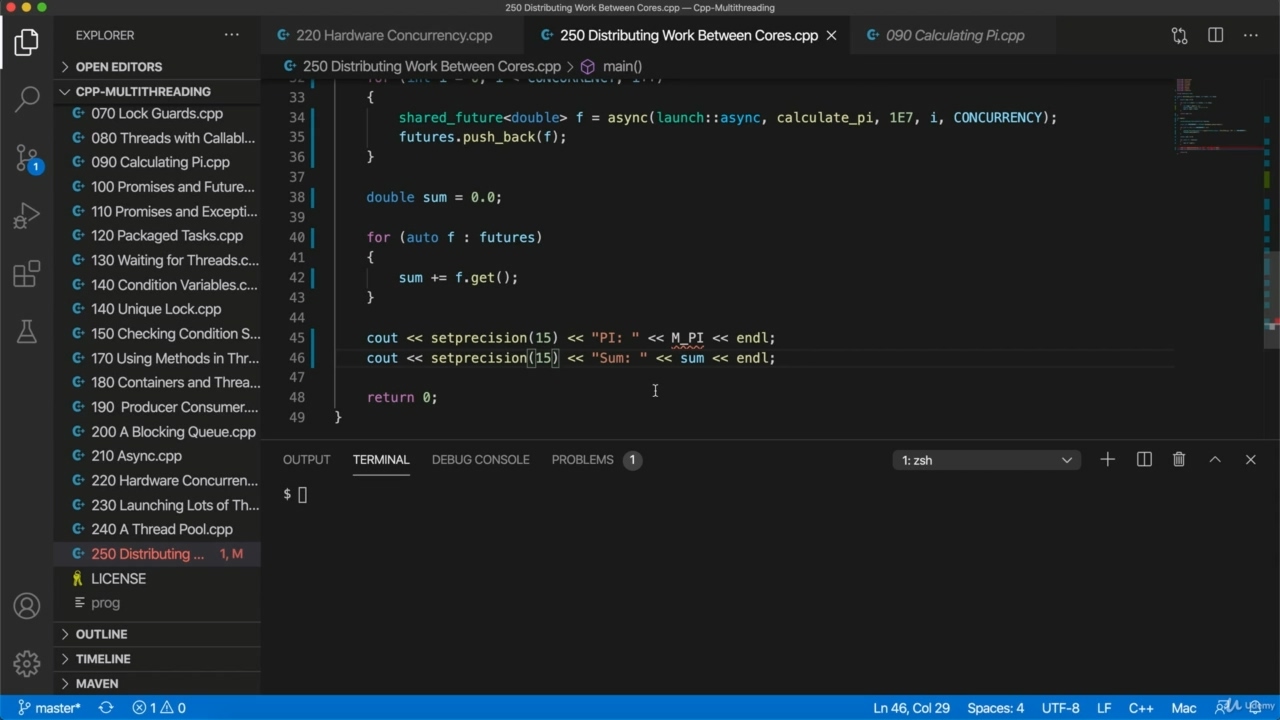 250 Distributing Work Between Cores.cpp — Cpp-Multithreading
EXPLORER
220 Hardware Concurrency.cpp
250 Distributing Work Between Cores.cpp
090 Calculating Pi.cpp
OPEN EDITORS
250 Distributing Work Between Cores.cpp > main()
CPP-MULTITHREADING
070 Lock Guards.cpp
080 Threads with Callabl...
090 Calculating Pi.cpp
100 Promises and Future...
110 Promises and Excepti...
120 Packaged Tasks.cpp
130 Waiting for Threads.c...
140 Condition Variables.c...
140 Unique Lock.cpp
150 Checking Condition S...
170 Using Methods in Thr...
180 Containers and Threa...
190 Producer Consumer....
200 A Blocking Queue.cpp
210 Async.cpp
220 Hardware Concurren...
230 Launching Lots of Th...
240 A Thread Pool.cpp
250 Distributing ... 1, M
LICENSE
prog
OUTLINE
TIMELINE
MAVEN
1
32 for (int i = 0; i < CONCURRENCY; i++)
33 {
34 shared_future<double> f = async(launch::async, calculate_pi, 1E7, i, CONCURRENCY);
35 futures.push_back(f);
36 }
37
38 double sum = 0.0;
39
40 for (auto f : futures)
41 {
42 sum += f.get();
43 }
44
45 cout << setprecision(15) << "PI: " << M_PI << endl;
46 cout << setprecision(15) << "Sum: " << sum << endl;
47
48 return 0;
49 }
OUTPUT TERMINAL DEBUG CONSOLE PROBLEMS 1
1: zsh
$
master* 1 0
Ln 46, Col 29 Spaces: 4 UTF-8 LF C++ Mac
Udemy